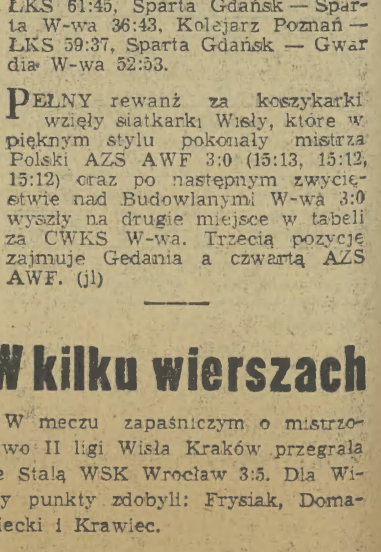 ŁKS 61:45, Sparta Gdańsk — Spar-
ta W-wa 36:43, Kolejarz Poznań —
ŁKS 59:37, Sparta Gdańsk — Gwar
dia W-wa 52:53.
PEŁNY rewanż za koszykarki
wzięły siatkarki Wisły, które w
pięknym stylu pokonały mistrza
Polski AZS AWF 3:0 (15:13, 15:12,
15:12) oraz po następnym zwycię-
stwie nad Budowlanymi W-wa 3:0
wyszły na drugie miejsce w tabeli
za CWKS W-wa. Trzecią pozycję
zajmuje Gedania a czwartą AZS
AWF. (jl)
W kilku wierszach
W meczu zapaśniczym o mistrzo-
wo II ligi Wisła Kraków przegrała
e Stalą WSK Wrocław 3:5. Dla Wi-
y punkty zdobyli: Frysiak, Doma-
iecki i Krawiec.